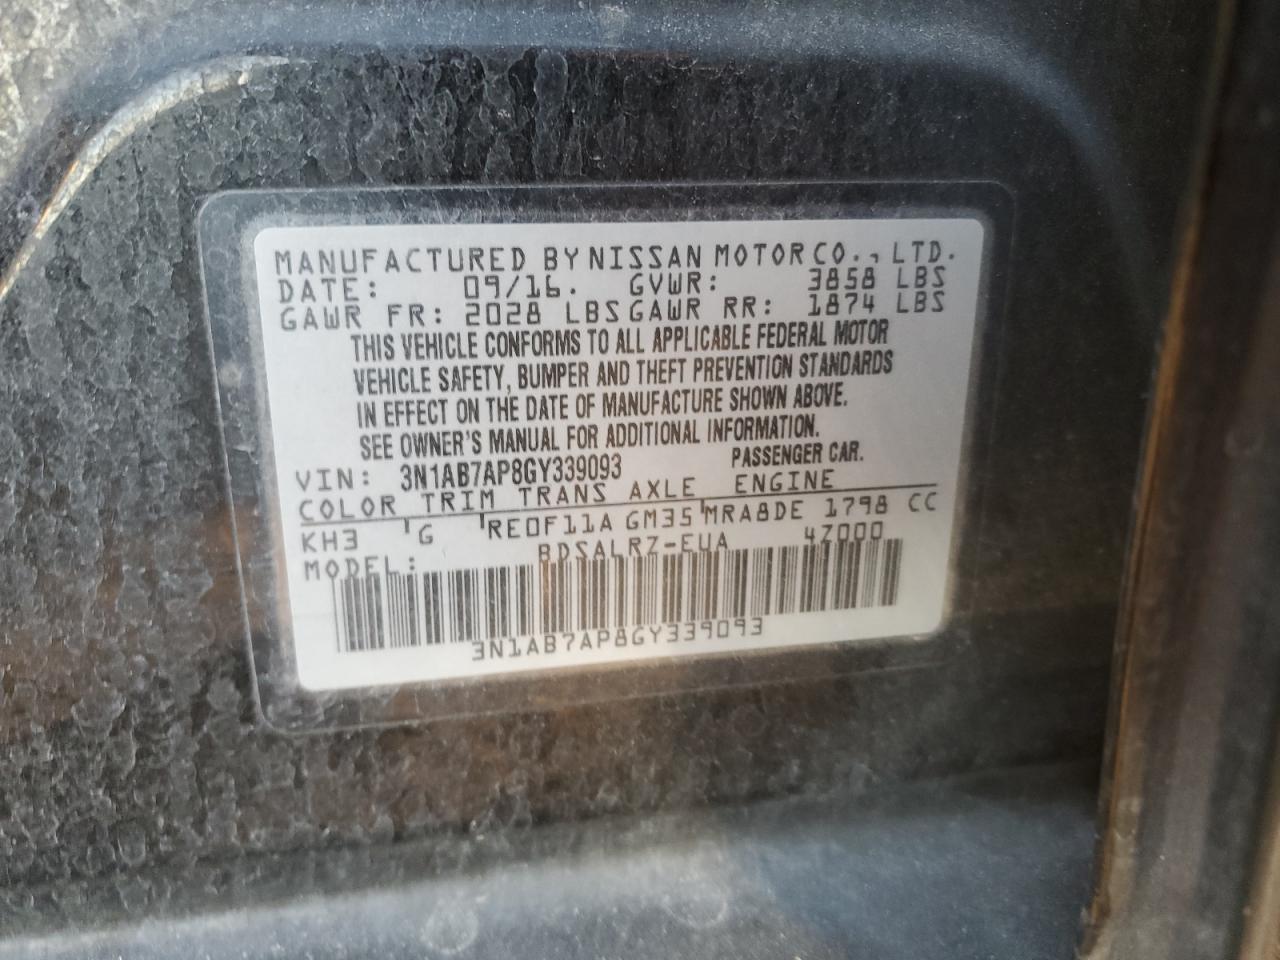 MANUFACTURED BY NISSAN MOTOR CO., LTD.
DATE: 09/16. GVWR: 3858 LBS
GAWR FR: 2028 LBS GAWR RR: 1874 LBS
THIS VEHICLE CONFORMS TO ALL APPLICABLE FEDERAL MOTOR
VEHICLE SAFETY, BUMPER AND THEFT PREVENTION STANDARDS
IN EFFECT ON THE DATE OF MANUFACTURE SHOWN ABOVE.
SEE OWNER'S MANUAL FOR ADDITIONAL INFORMATION.
VIN: 3N1AB7AP8GY339093 PASSENGER CAR.
COLOR TRIM TRANS AXLE ENGINE
KH3 G RE0F11A GM35 MRA8DE 1798 CC
MODEL: BDSALRZ-EUA 4Z000
3N1AB7AP8GY339093